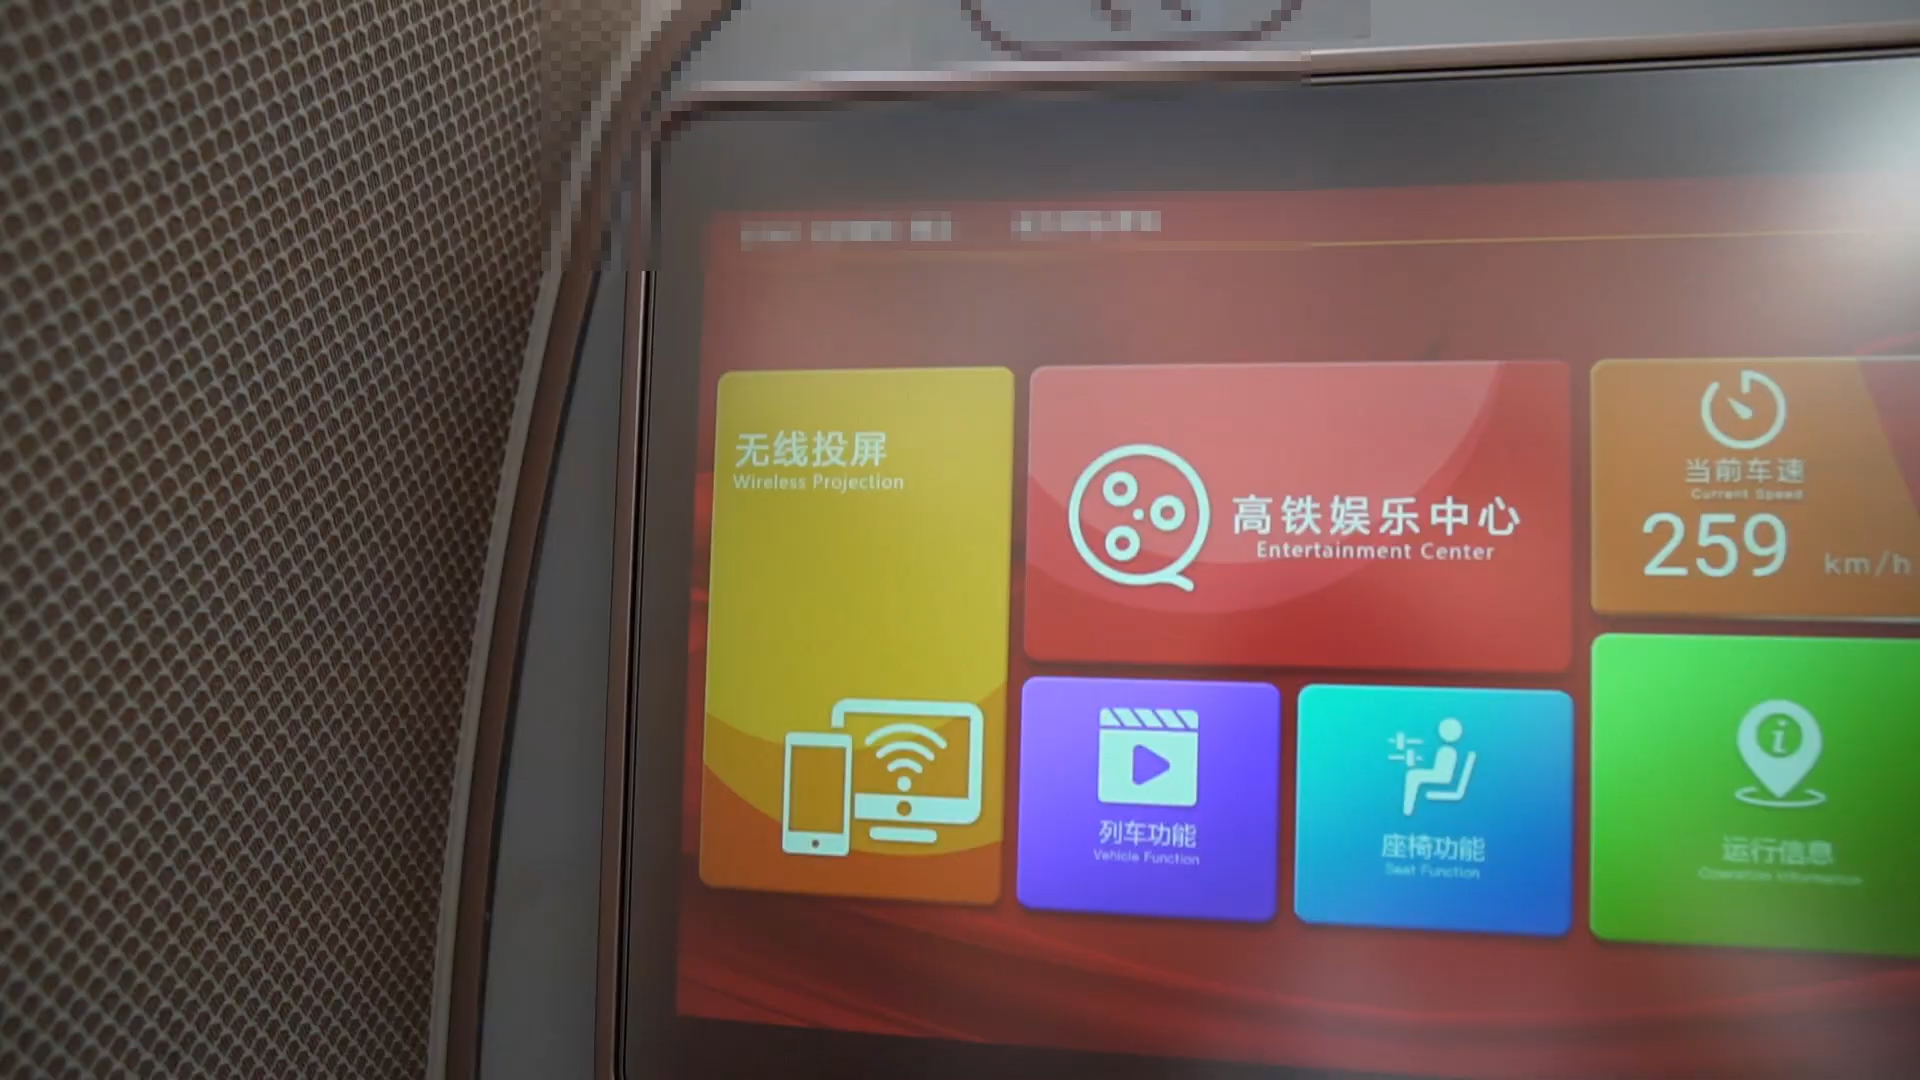 无线投屏
Wireless Projection
高铁娱乐中心
Entertainment Center
当前车速
Current Speed
259 km/h
列车功能
Vehicle Function
座椅功能
Seat Function
运行信息
Operation Information